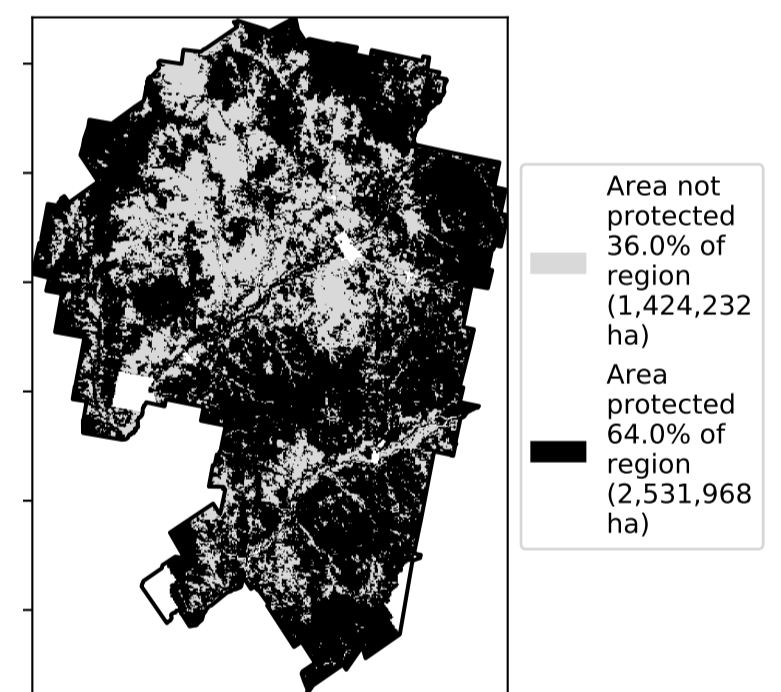 Area not
protected
36.0% of
region
(1,424,232
ha)
Area
protected
64.0% of
region
(2,531,968
ha)